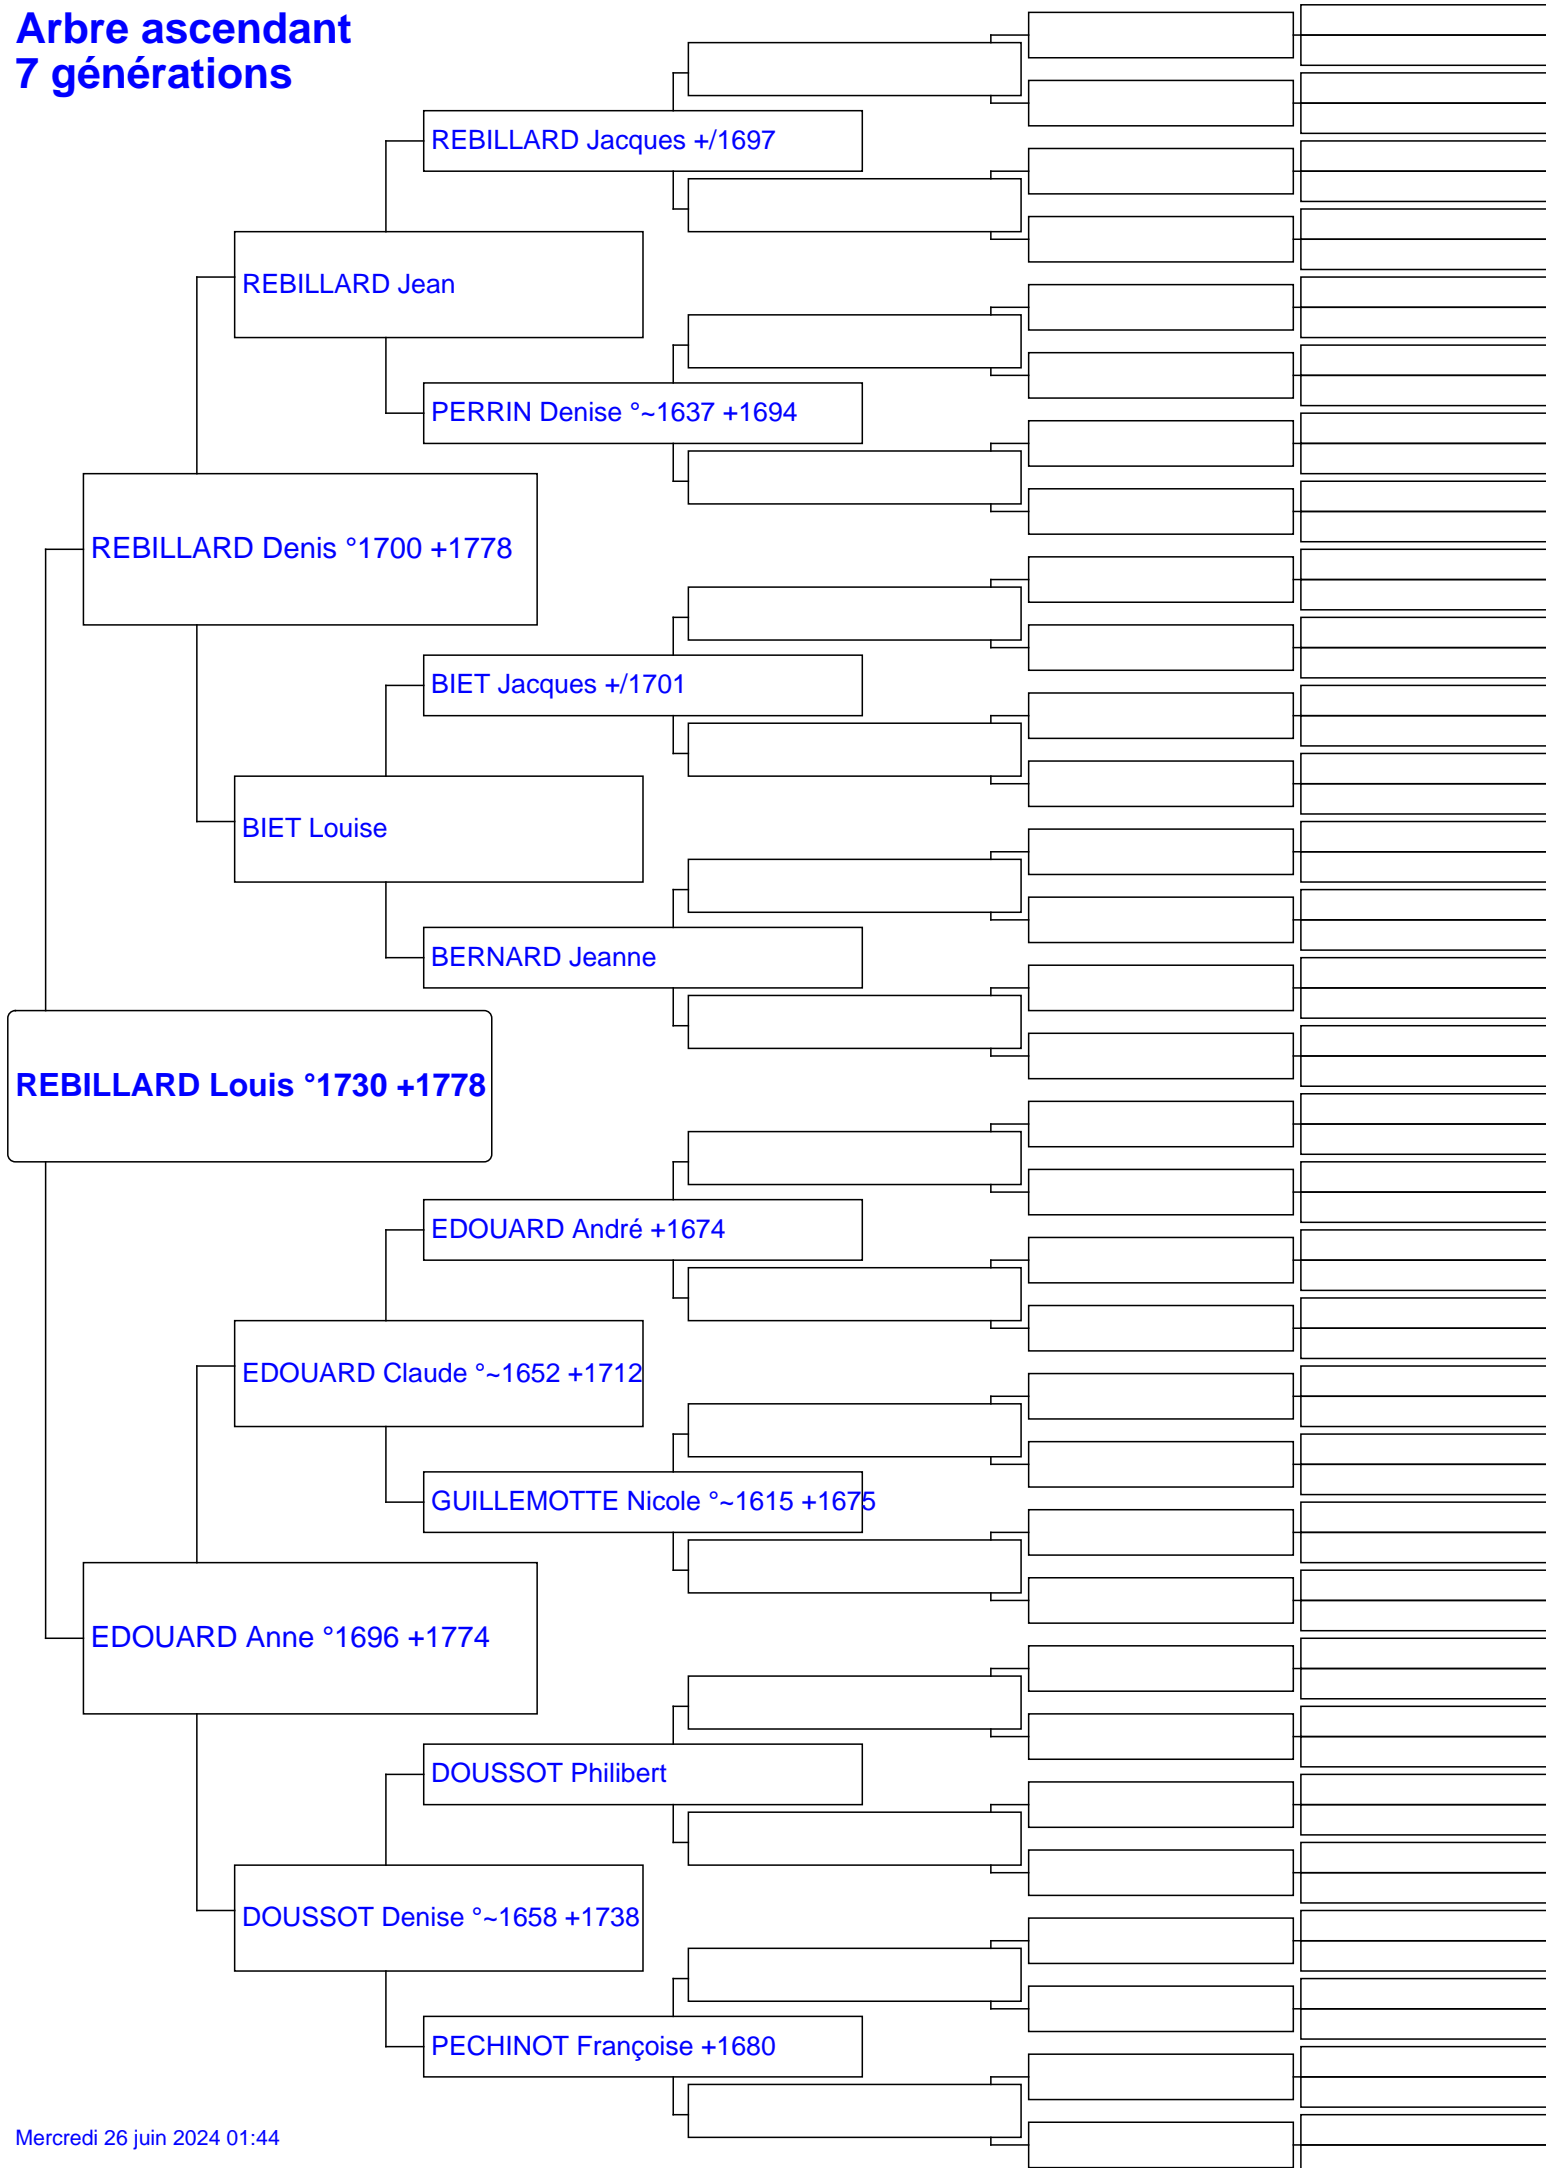 Arbre ascendant
7 générations
REBILLARD Jacques +/1697
REBILLARD Jean
PERRIN Denise °~1637 +1694
REBILLARD Denis °1700 +1778
BIET Jacques +/1701
BIET Louise
BERNARD Jeanne
REBILLARD Louis °1730 +1778
EDOUARD André +1674
EDOUARD Claude °~1652 +1712
GUILLEMOTTE Nicole °~1615 +1675
EDOUARD Anne °1696 +1774
DOUSSOT Philibert
DOUSSOT Denise °~1658 +1738
PECHINOT Françoise +1680
Mercredi 26 juin 2024 01:44